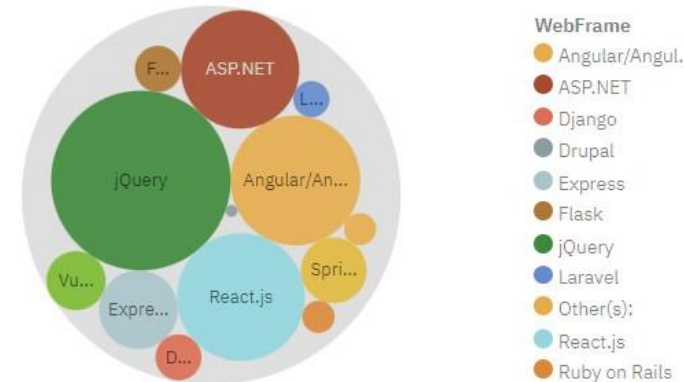 F...
ASP.NET
L...
jQuery
Angular/An...
Spri...
Vu...
Expre...
React.js
D...
WebFrame
Angular/Angul.
ASP.NET
Django
Drupal
Express
Flask
jQuery
Laravel
Other(s):
React.js
Ruby on Rails